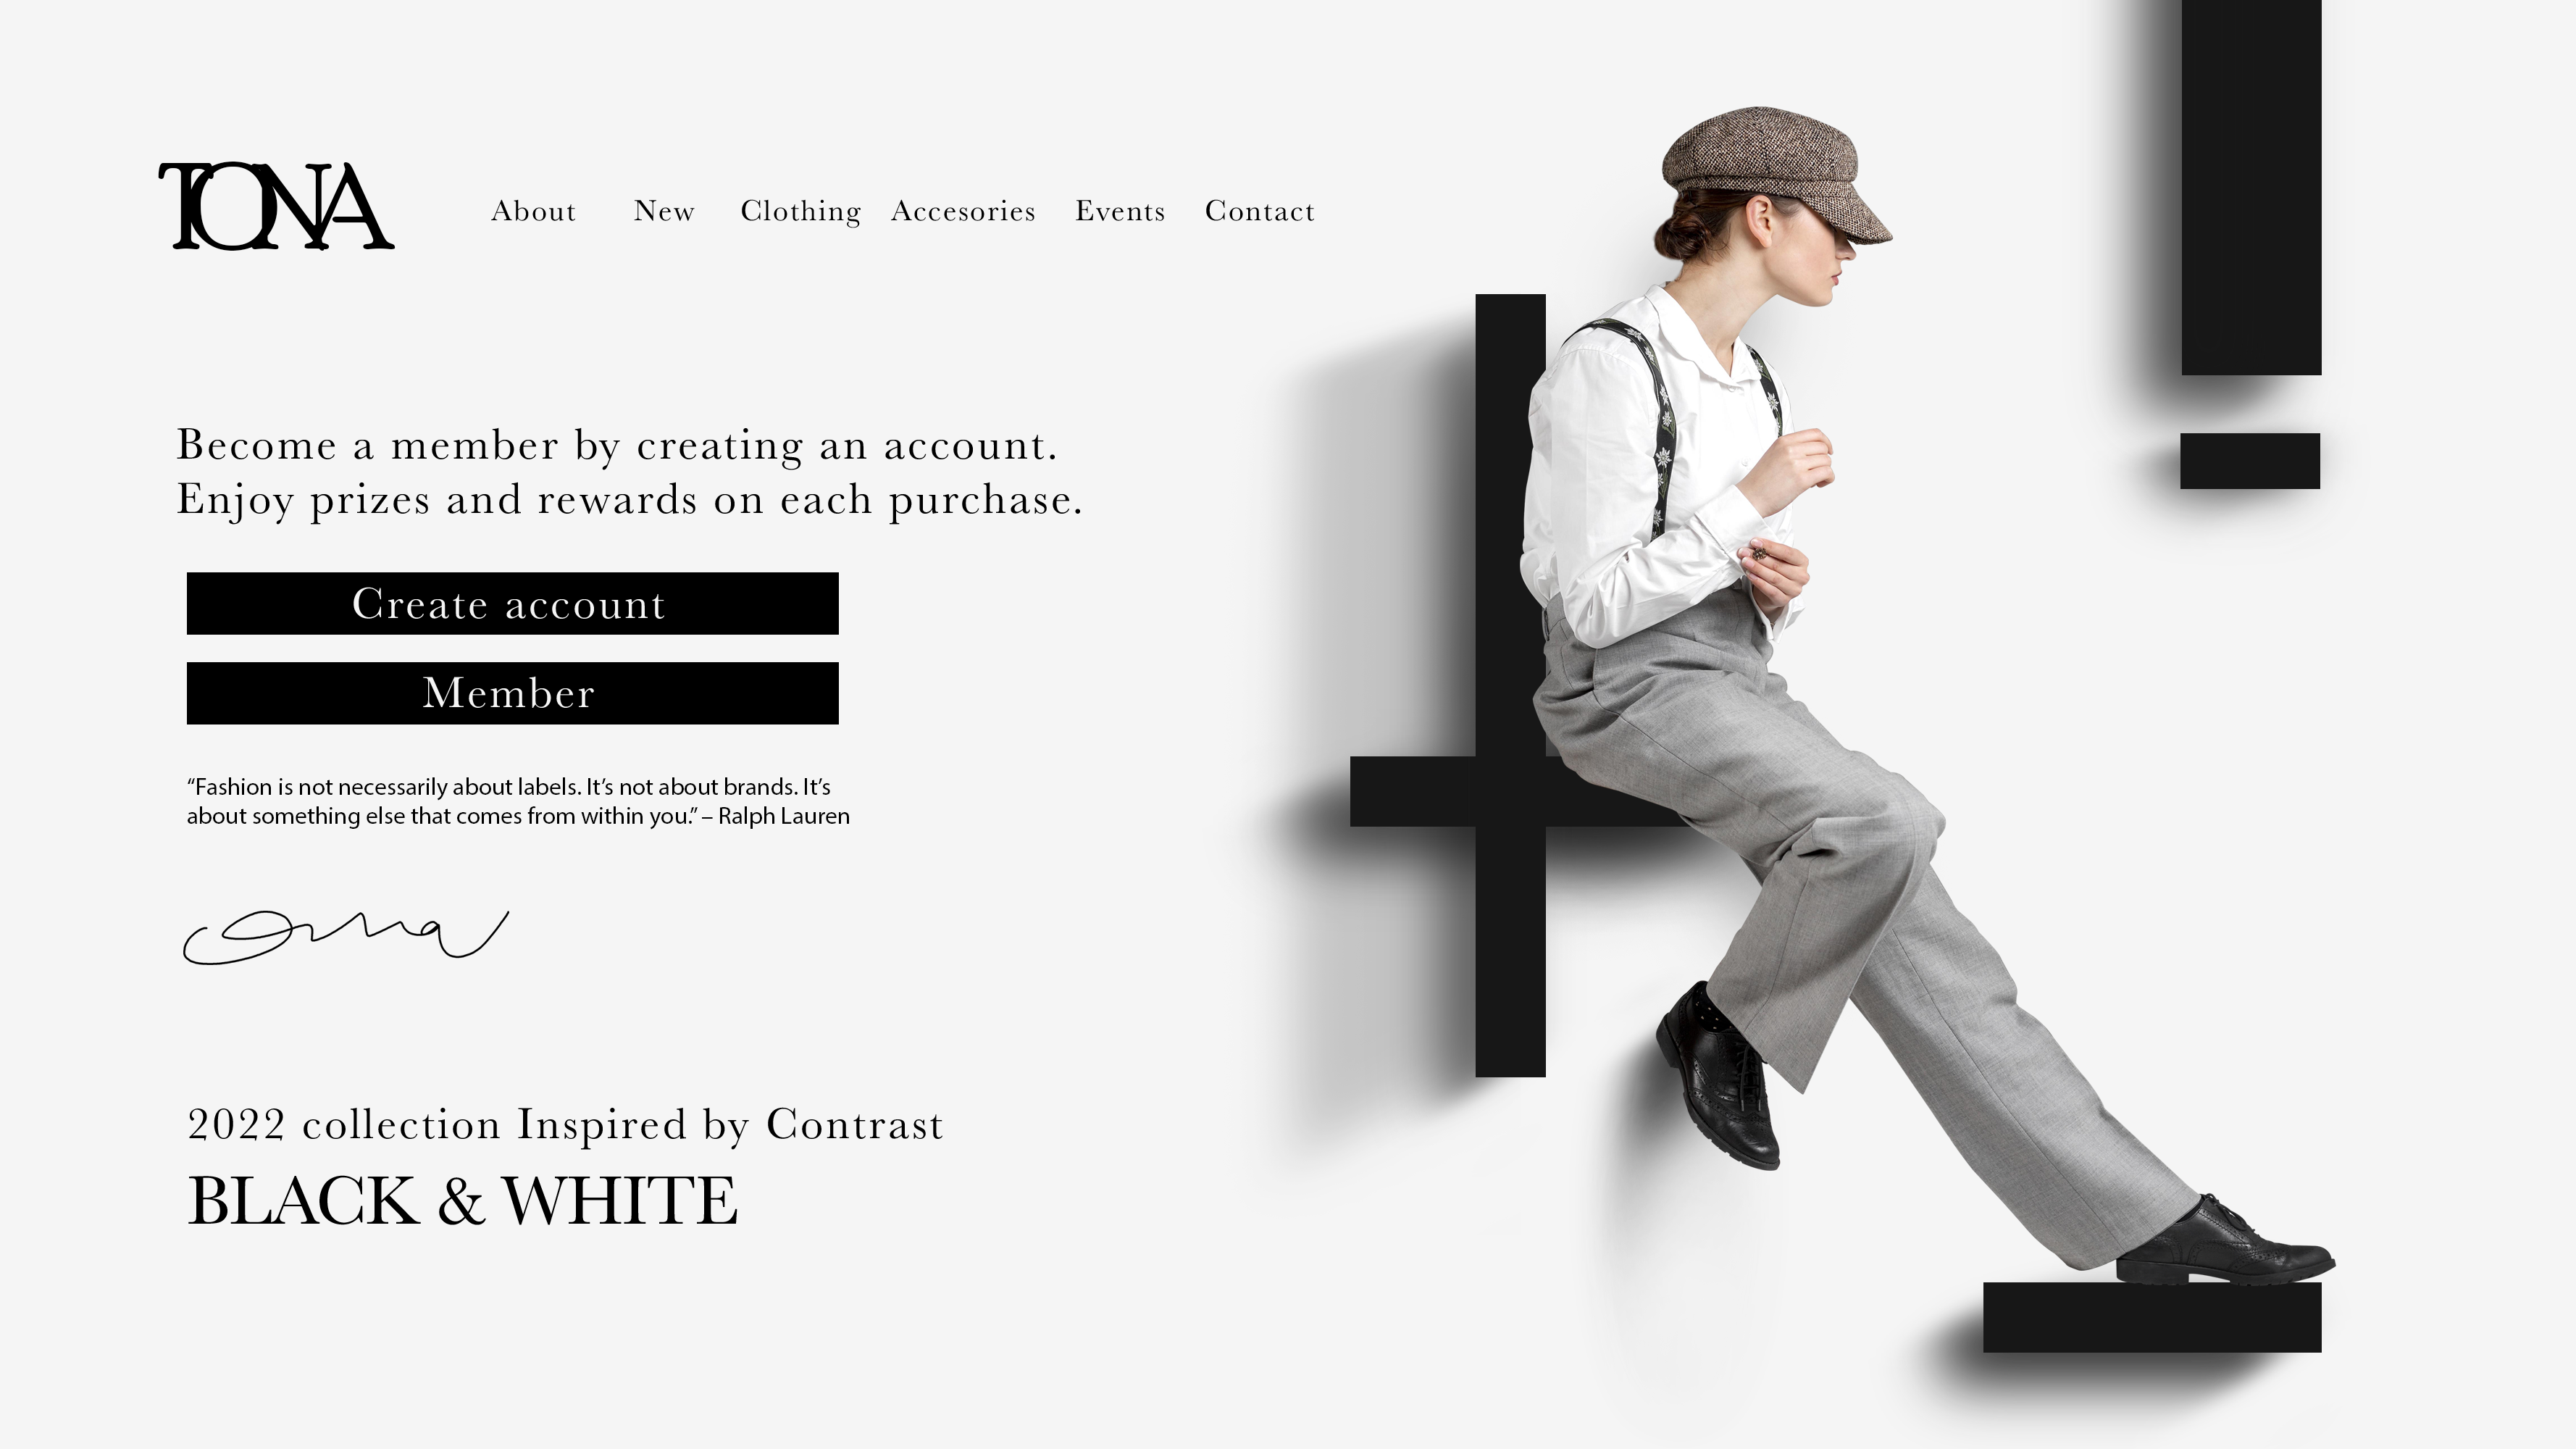 TONA
About New Clothing Accesories Events Contact
Become a member by creating an account.
Enjoy prizes and rewards on each purchase.
Create account
Member
“Fashion is not necessarily about labels. It’s not about brands. It’s
about something else that comes from within you.” – Ralph Lauren
2022 collection Inspired by Contrast
BLACK & WHITE